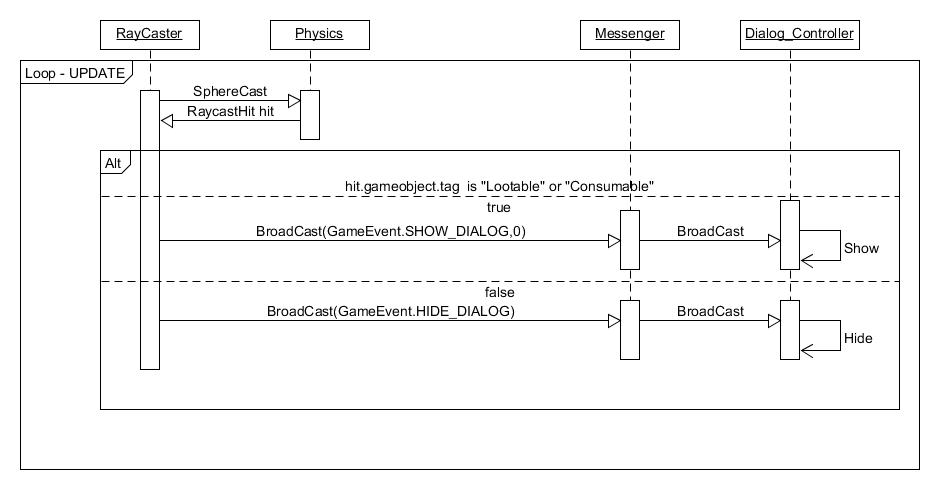 RayCaster
Physics
Messenger
Dialog_Controller
Loop - UPDATE
SphereCast
RaycastHit hit
Alt
hit.gameobject.tag  is "Lootable" or "Consumable"
true
BroadCast(GameEvent.SHOW_DIALOG,0)
BroadCast
Show
false
BroadCast(GameEvent.HIDE_DIALOG)
BroadCast
Hide